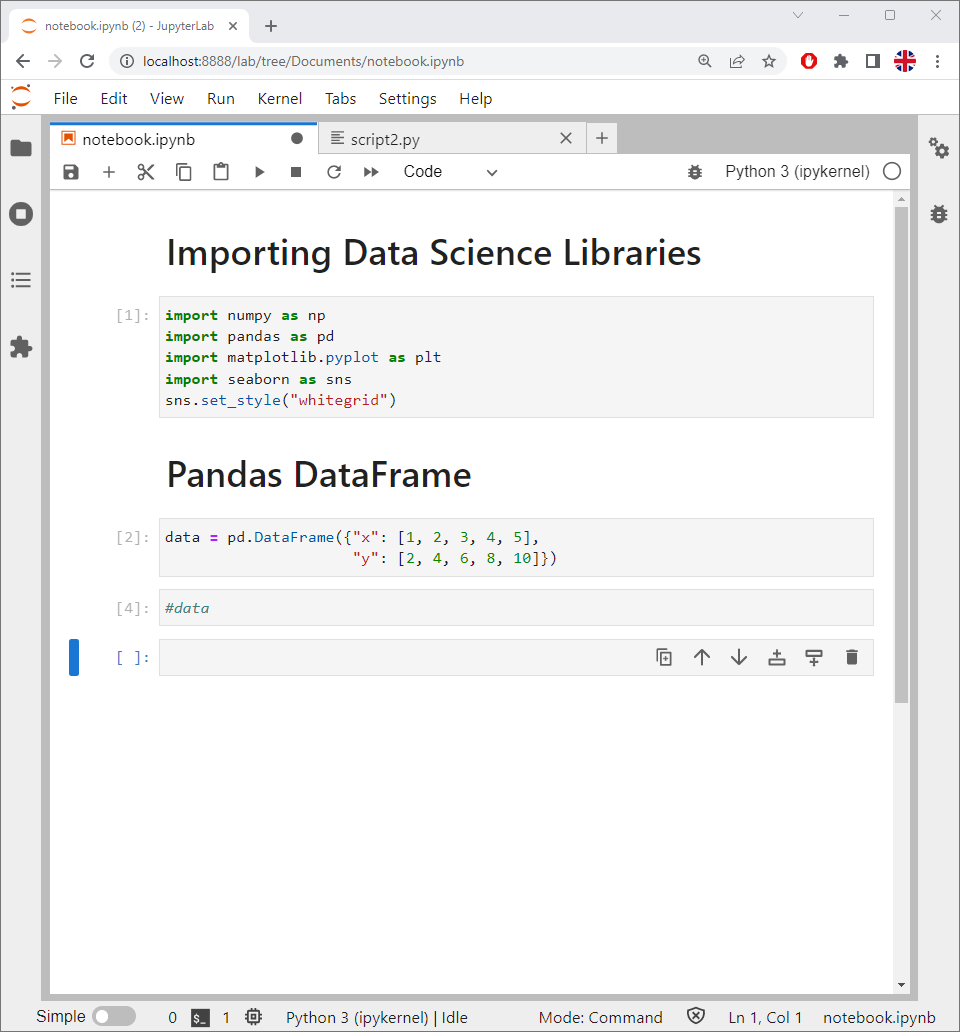 notebook.ipynb (2) - JupyterLab
localhost:8888/lab/tree/Documents/notebook.ipynb
File Edit View Run Kernel Tabs Settings Help
notebook.ipynb script2.py
Code Python 3 (ipykernel)
Importing Data Science Libraries
[1]: import numpy as np
import pandas as pd
import matplotlib.pyplot as plt
import seaborn as sns
sns.set_style("whitegrid")
Pandas DataFrame
[2]: data = pd.DataFrame({"x": [1, 2, 3, 4, 5],
"y": [2, 4, 6, 8, 10]})
[4]: #data
[ ]:
Simple 0 $_ 1 Python 3 (ipykernel) | Idle Mode: Command Ln 1, Col 1 notebook.ipynb